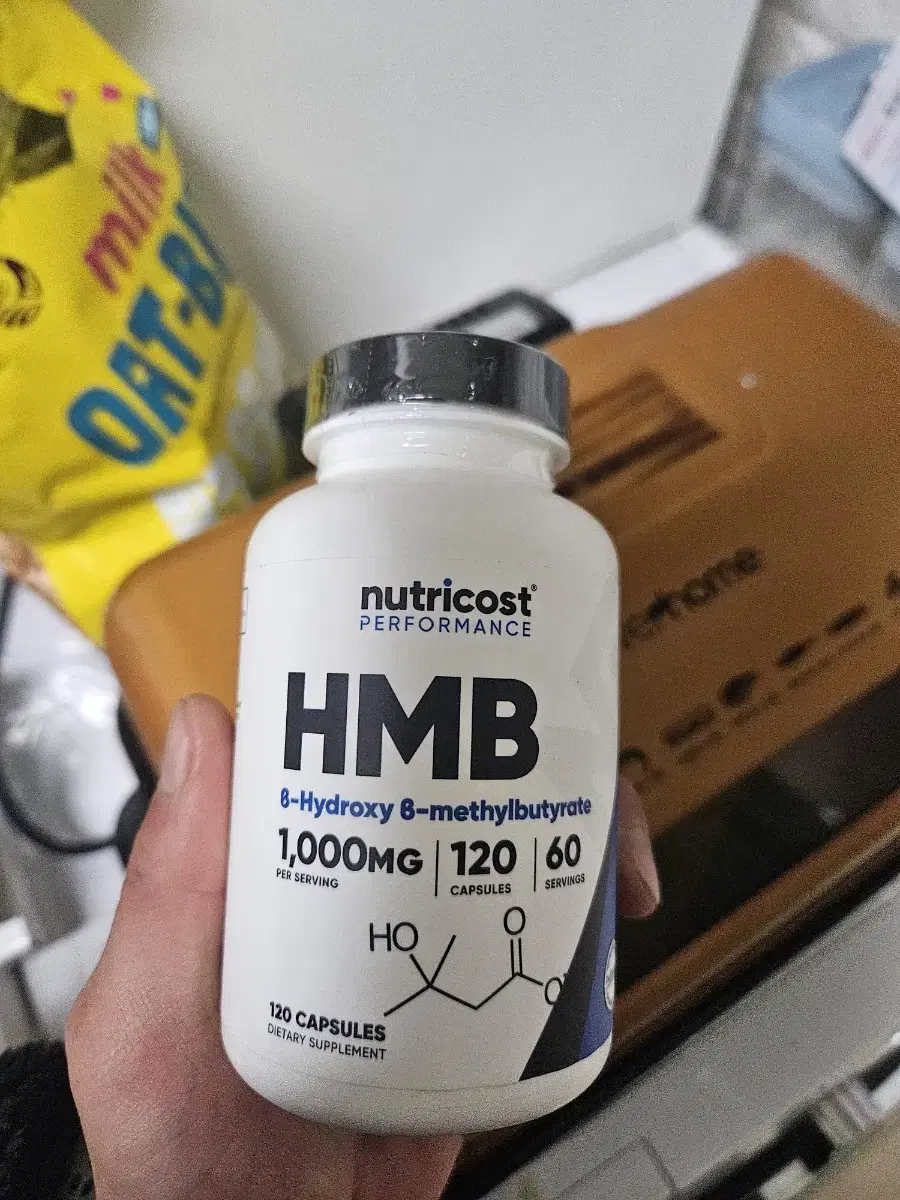 milk
OAT-B
nutricost®
PERFORMANCE
HMB
β-Hydroxy β-methylbutyrate
1,000MG
PER SERVING
120
CAPSULES
60
SERVINGS
HO
O
O
120 CAPSULES
DIETARY SUPPLEMENT
home